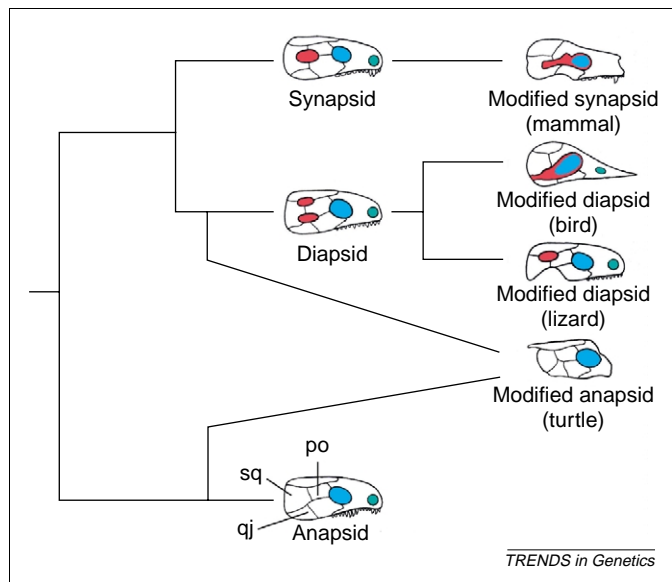 Synapsid
Modified synapsid
(mammal)
Modified diapsid
(bird)
Diapsid
Modified diapsid
(lizard)
Modified anapsid
(turtle)
po
sq
qj
Anapsid
TRENDS in Genetics